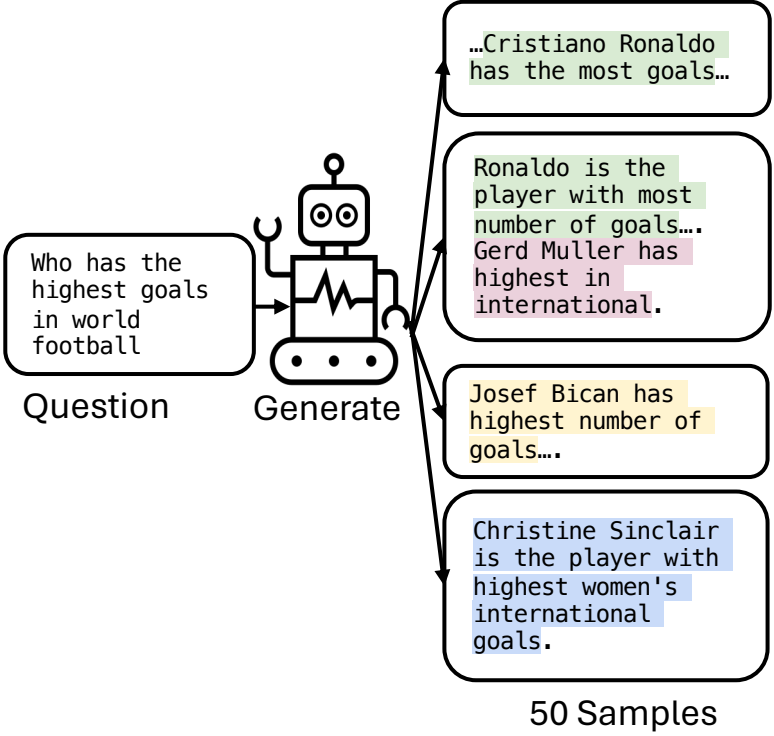 Who has the
highest goals
in world
football
Question
Generate
…Cristiano Ronaldo
has the most goals…
Ronaldo is the
player with most
number of goals….
Gerd Muller has
highest in
international.
Josef Bican has
highest number of
goals….
Christine Sinclair
is the player with
highest women's
international
goals.
50 Samples